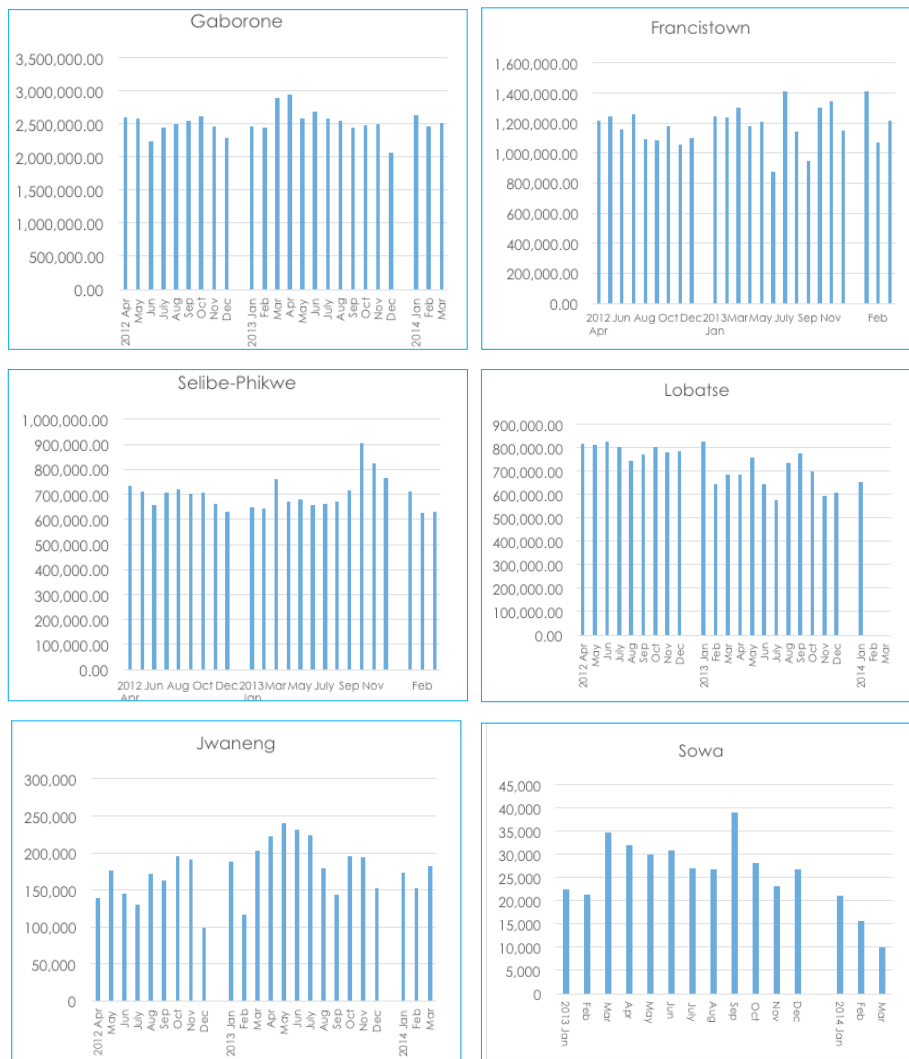 Gaborone
3,500,000.00
3,000,000.00
2,500,000.00
2,000,000.00
1,500,000.00
1,000,000.00
500,000.00
0.00
2012 Apr
May
Jun
July
Aug
Sep
Oct
Nov
Dec
2013 Jan
Feb
Mar
Apr
May
Jun
July
Aug
Sep
Oct
Nov
Dec
2014 Jan
Feb
Mar
Francistown
1,600,000.00
1,400,000.00
1,200,000.00
1,000,000.00
800,000.00
600,000.00
400,000.00
200,000.00
0.00
2012 Jun Aug Oct Dec 2013 Mar May July Sep Nov Feb
Apr Jan
Selibe-Phikwe
1,000,000.00
900,000.00
800,000.00
700,000.00
600,000.00
500,000.00
400,000.00
300,000.00
200,000.00
100,000.00
0.00
2012 Jun Aug Oct Dec 2013 Mar May July Sep Nov Feb
Apr Jan
Lobatse
900,000.00
800,000.00
700,000.00
600,000.00
500,000.00
400,000.00
300,000.00
200,000.00
100,000.00
0.00
2012 Apr
May
Jun
July
Aug
Sep
Oct
Nov
Dec
2013 Jan
Feb
Mar
Apr
May
Jun
July
Aug
Sep
Oct
Nov
Dec
2014 Jan
Feb
Mar
Jwaneng
300,000
250,000
200,000
150,000
100,000
50,000
0
2012 Apr
May
Jun
July
Aug
Sep
Oct
Nov
Dec
2013 Jan
Feb
Mar
Apr
May
Jun
July
Aug
Sep
Oct
Nov
Dec
2014 Jan
Feb
Mar
Sowa
45,000
40,000
35,000
30,000
25,000
20,000
15,000
10,000
5,000
0
2013 Jan
Feb
Mar
Apr
May
Jun
July
Aug
Sep
Oct
Nov
Dec
2014 Jan
Feb
Mar